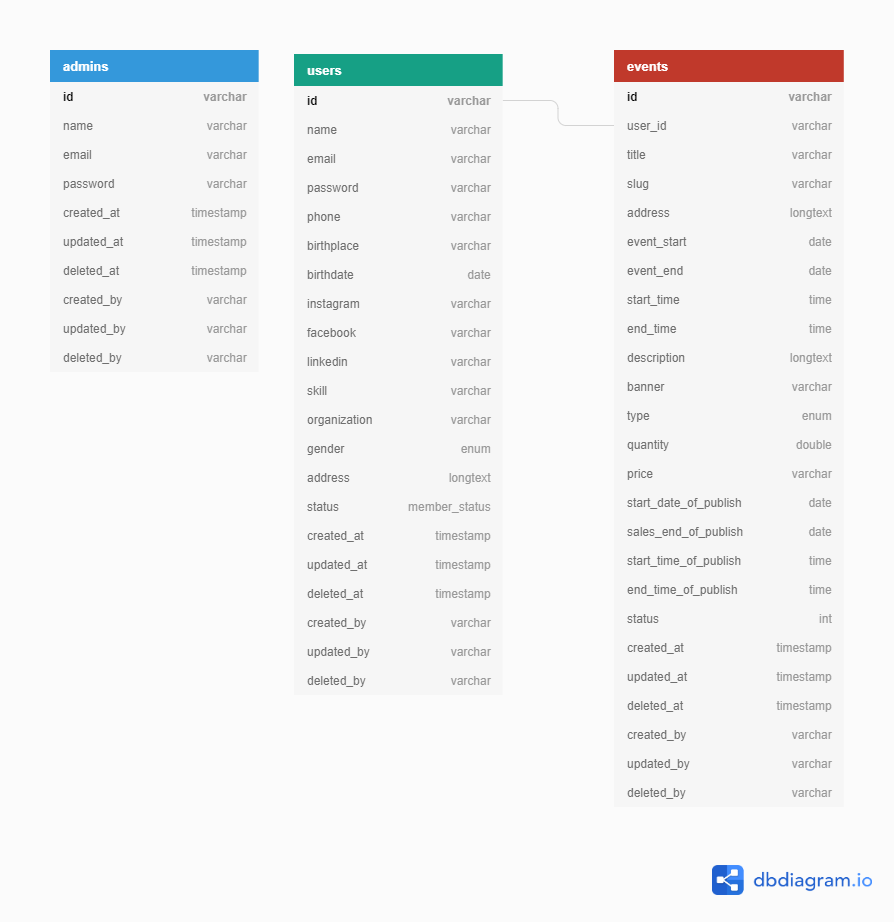 admins
id varchar
name varchar
email varchar
password varchar
created_at timestamp
updated_at timestamp
deleted_at timestamp
created_by varchar
updated_by varchar
deleted_by varchar
users
id varchar
name varchar
email varchar
password varchar
phone varchar
birthplace varchar
birthdate date
instagram varchar
facebook varchar
linkedin varchar
skill varchar
organization varchar
gender enum
address longtext
status member_status
created_at timestamp
updated_at timestamp
deleted_at timestamp
created_by varchar
updated_by varchar
deleted_by varchar
events
id varchar
user_id varchar
title varchar
slug varchar
address longtext
event_start date
event_end date
start_time time
end_time time
description longtext
banner varchar
type enum
quantity double
price varchar
start_date_of_publish date
sales_end_of_publish date
start_time_of_publish time
end_time_of_publish time
status int
created_at timestamp
updated_at timestamp
deleted_at timestamp
created_by varchar
updated_by varchar
deleted_by varchar
dbdiagram.io